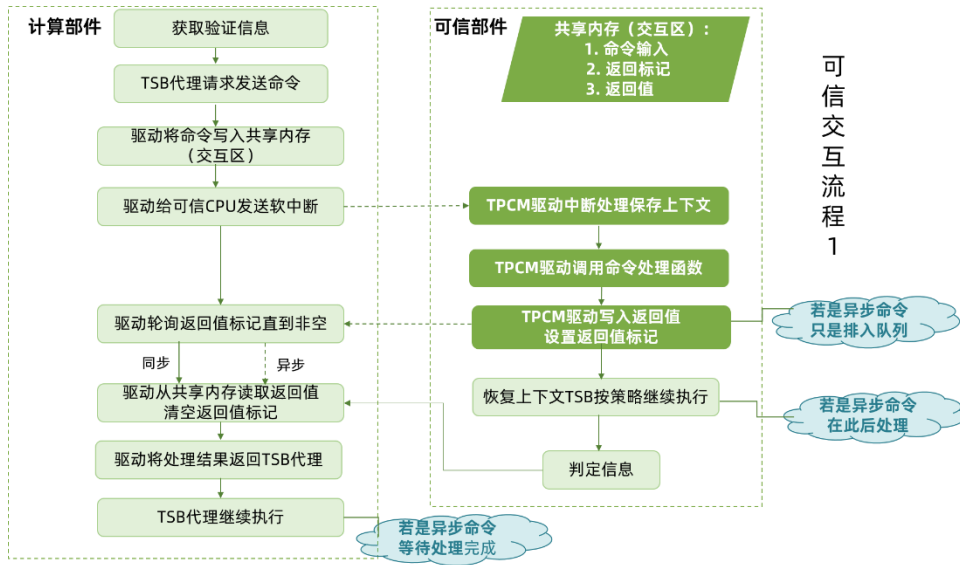 计算部件
获取验证信息
TSB代理请求发送命令
驱动将命令写入共享内存
（交互区）
驱动给可信CPU发送软中断
驱动轮询返回值标记直到非空
同步
异步
驱动从共享内存读取返回值
清空返回值标记
驱动将处理结果返回TSB代理
TSB代理继续执行
若是异步命令
等待处理完成
可信部件
共享内存（交互区）：
1. 命令输入
2. 返回标记
3. 返回值
TPCM驱动中断处理保存上下文
TPCM驱动调用命令处理函数
TPCM驱动写入返回值
设置返回值标记
若是异步命令
只是排入队列
恢复上下文TSB按策略继续执行
若是异步命令
在此后处理
判定信息
可信交互流程1